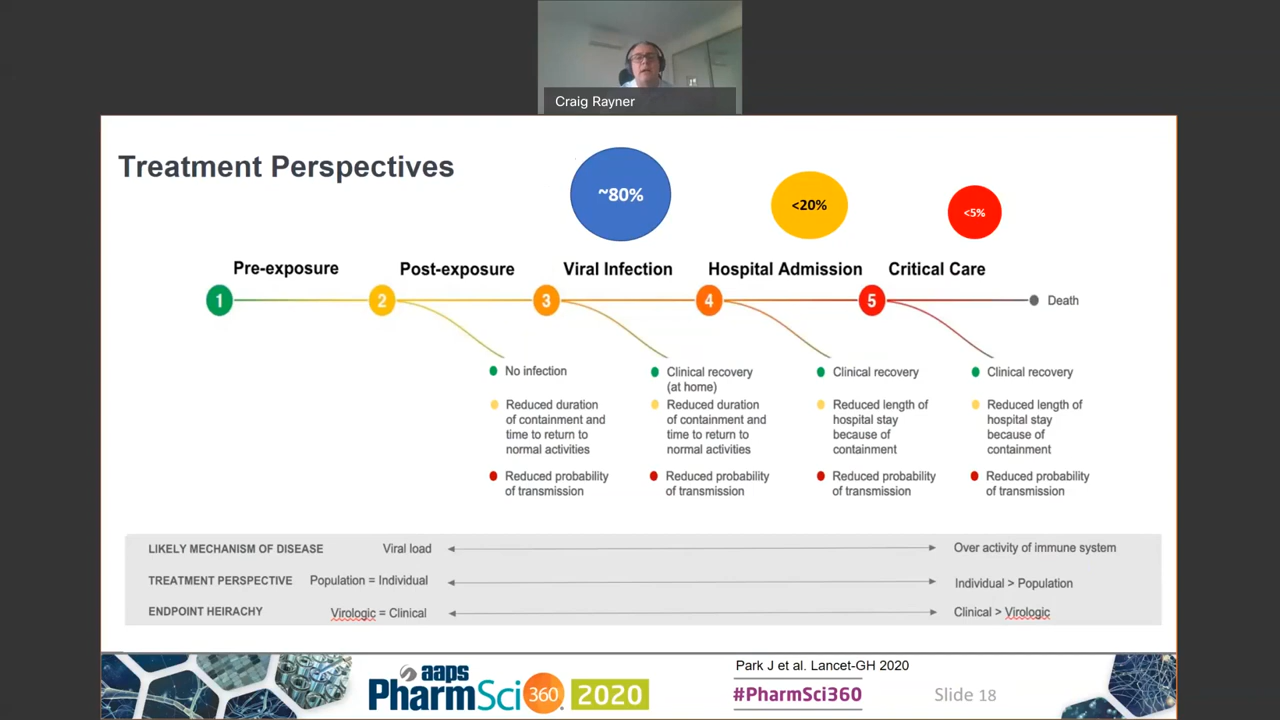 Craig Rayner
Treatment Perspectives
~80%
<20%
<5%
Pre-exposure
Post-exposure
Viral Infection
Hospital Admission
Critical Care
1
2
3
4
5
Death
No infection
Reduced duration
of containment and
time to return to
normal activities
Reduced probability
of transmission
Clinical recovery
(at home)
Reduced duration
of containment and
time to return to
normal activities
Reduced probability
of transmission
Clinical recovery
Reduced length of
hospital stay
because of
containment
Reduced probability
of transmission
Clinical recovery
Reduced length of
hospital stay
because of
containment
Reduced probability
of transmission
LIKELY MECHANISM OF DISEASE Viral load Over activity of immune system
TREATMENT PERSPECTIVE Population = Individual Individual > Population
ENDPOINT HEIRACHY Virologic = Clinical Clinical > Virologic
aaps
PharmSci 360 2020
Park J et al. Lancet-GH 2020
#PharmSci360
Slide 18